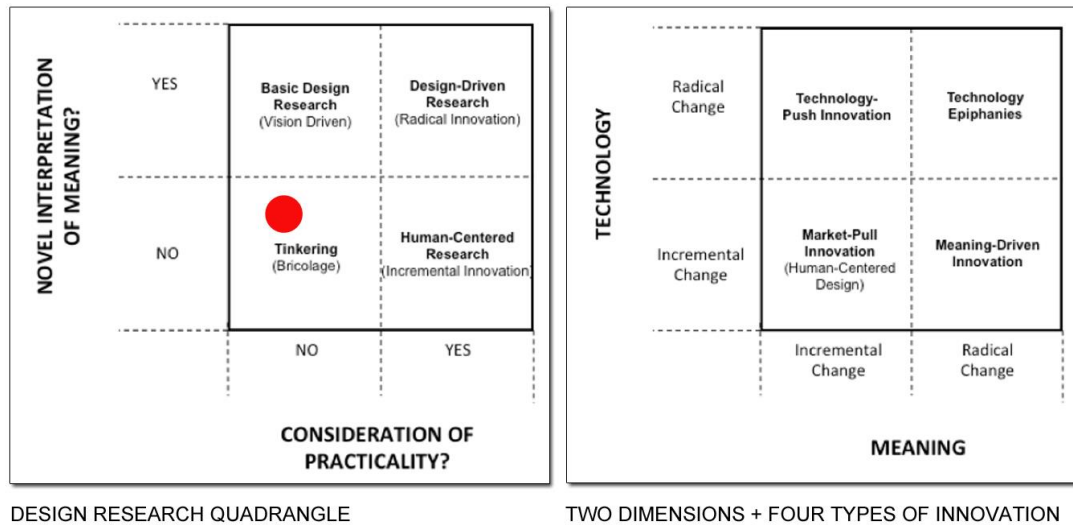 NOVEL INTERPRETATION
OF MEANING?
YES
Basic Design
Research
(Vision Driven)
Design-Driven
Research
(Radical Innovation)
NO
Tinkering
(Bricolage)
Human-Centered
Research
(Incremental Innovation)
NO
YES
CONSIDERATION OF
PRACTICALITY?
DESIGN RESEARCH QUADRANGLE
TECHNOLOGY
Radical
Change
Technology-
Push Innovation
Technology
Epiphanies
Incremental
Change
Market-Pull
Innovation
(Human-Centered
Design)
Meaning-Driven
Innovation
Incremental
Change
Radical
Change
MEANING
TWO DIMENSIONS + FOUR TYPES OF INNOVATION